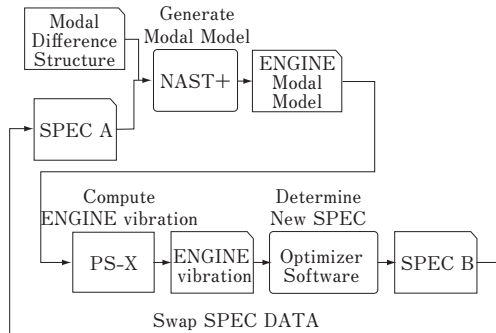 Generate
Modal Model
Modal
Difference
Structure
NAST+
ENGINE
Modal
Model
SPEC A
Compute
ENGINE vibration
Determine
New SPEC
PS-X
ENGINE
vibration
Optimizer
Software
SPEC B
Swap SPEC DATA